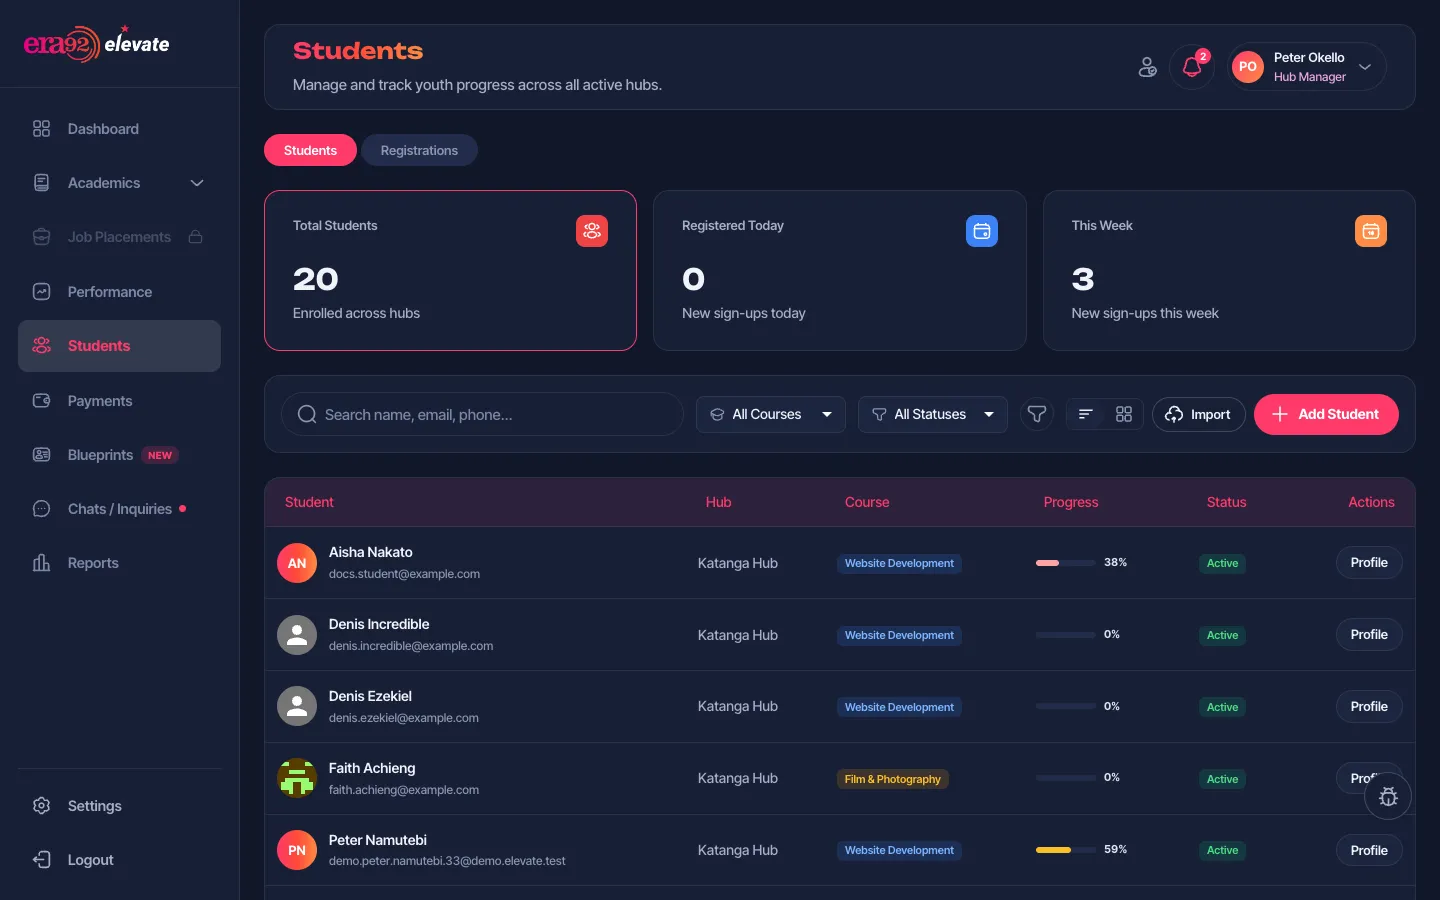 era92 elevate
Dashboard
Academics
Job Placements
Performance
Students
Payments
Blueprints NEW
Chats / Inquiries
Reports
Settings
Logout
Students
Manage and track youth progress across all active hubs.
2
PO
Peter Okello
Hub Manager
Students
Registrations
Total Students
20
Enrolled across hubs
Registered Today
0
New sign-ups today
This Week
3
New sign-ups this week
Search name, email, phone...
All Courses
All Statuses
Import
Add Student
Student Hub Course Progress Status Actions
AN
Aisha Nakato
docs.student@example.com
Katanga Hub
Website Development
38%
Active
Profile
Denis Incredible
denis.incredible@example.com
Katanga Hub
Website Development
0%
Active
Profile
Denis Ezekiel
denis.ezekiel@example.com
Katanga Hub
Website Development
0%
Active
Profile
Faith Achieng
faith.achieng@example.com
Katanga Hub
Film & Photography
0%
Active
PN
Peter Namutebi
demo.peter.namutebi.33@demo.elevate.test
Katanga Hub
Website Development
59%
Active
Profile